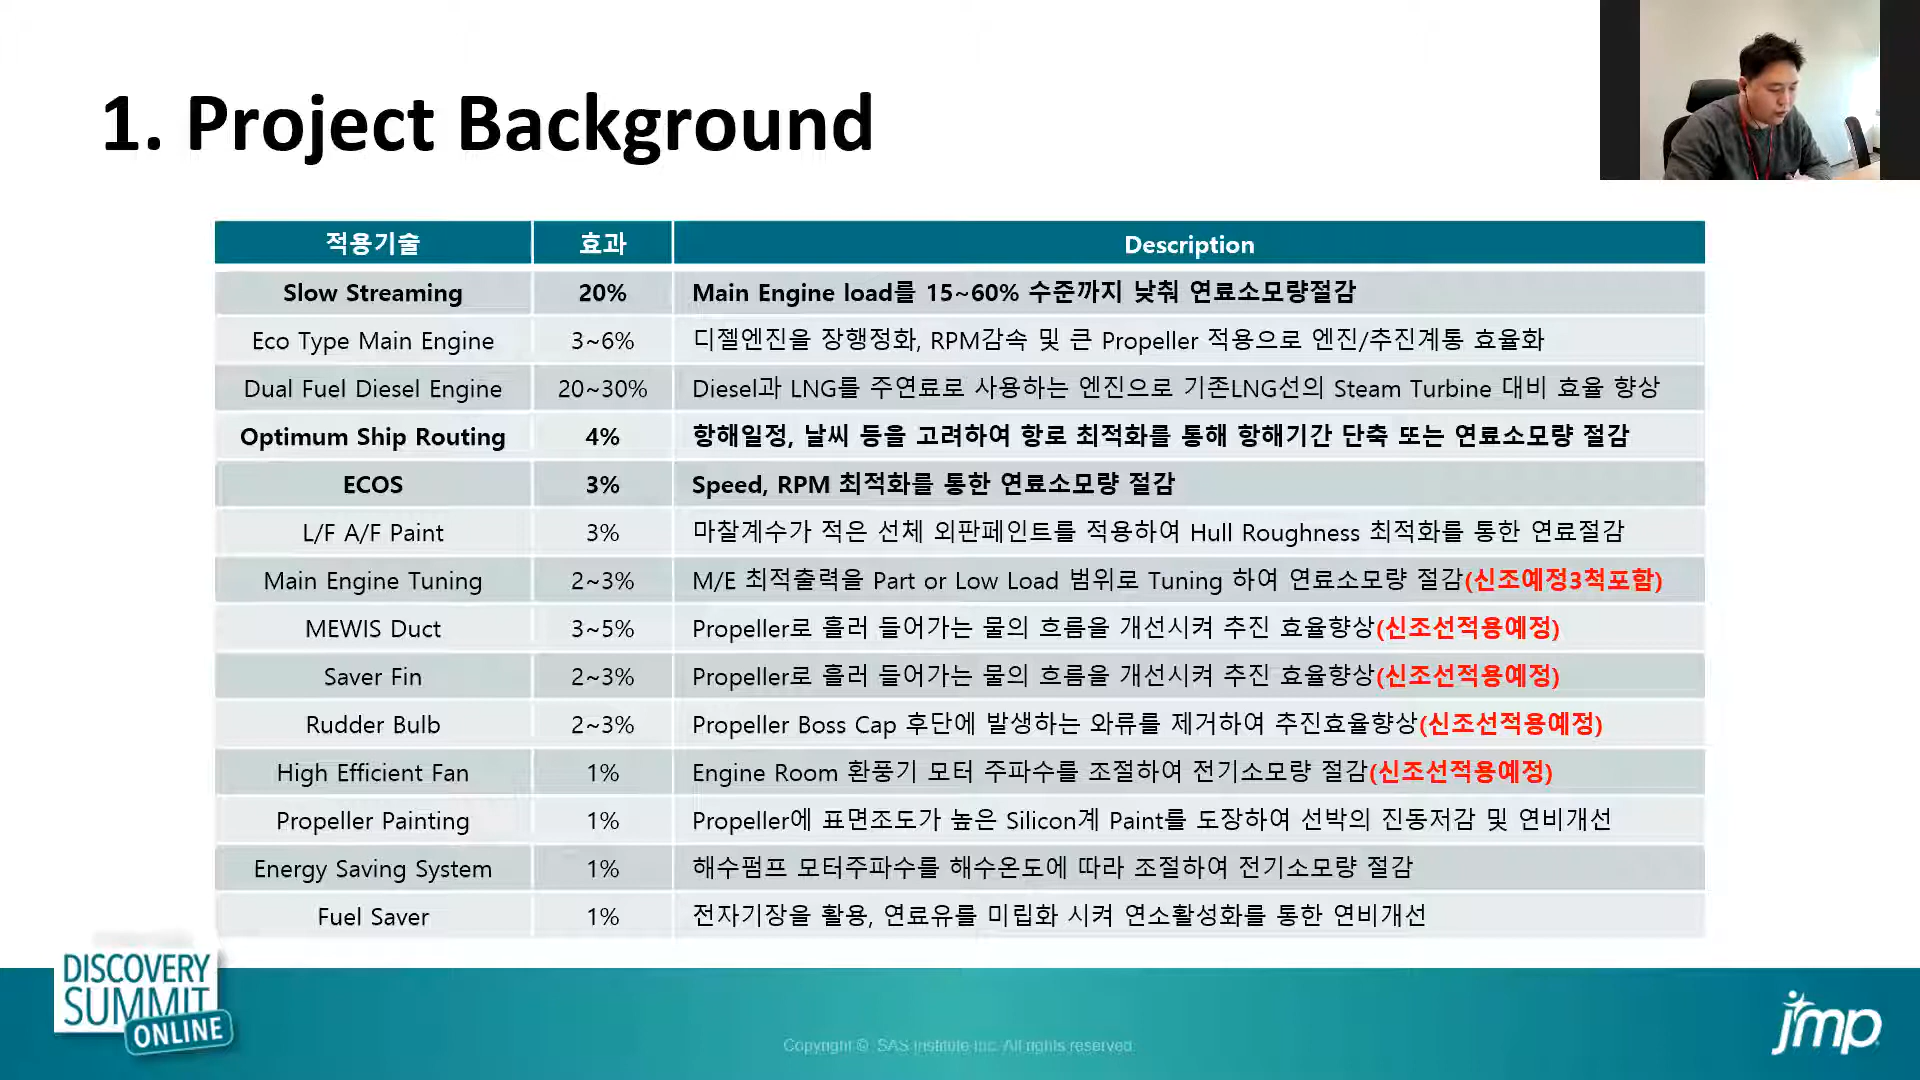 1. Project Background
적용기술 효과 Description
Slow Streaming 20% Main Engine load를 15~60% 수준까지 낮춰 연료소모량절감
Eco Type Main Engine 3~6% 디젤엔진을 장행정화, RPM감속 및 큰 Propeller 적용으로 엔진/추진계통 효율화
Dual Fuel Diesel Engine 20~30% Diesel과 LNG를 주연료로 사용하는 엔진으로 기존LNG선의 Steam Turbine 대비 효율 향상
Optimum Ship Routing 4% 항해일정, 날씨 등을 고려하여 항로 최적화를 통해 항해기간 단축 또는 연료소모량 절감
ECOS 3% Speed, RPM 최적화를 통한 연료소모량 절감
L/F A/F Paint 3% 마찰계수가 적은 선체 외판페인트를 적용하여 Hull Roughness 최적화를 통한 연료절감
Main Engine Tuning 2~3% M/E 최적출력을 Part or Low Load 범위로 Tuning 하여 연료소모량 절감(신조예정3척포함)
MEWIS Duct 3~5% Propeller로 흘러 들어가는 물의 흐름을 개선시켜 추진 효율향상(신조선적용예정)
Saver Fin 2~3% Propeller로 흘러 들어가는 물의 흐름을 개선시켜 추진 효율향상(신조선적용예정)
Rudder Bulb 2~3% Propeller Boss Cap 후단에 발생하는 와류를 제거하여 추진효율향상(신조선적용예정)
High Efficient Fan 1% Engine Room 환풍기 모터 주파수를 조절하여 전기소모량 절감(신조선적용예정)
Propeller Painting 1% Propeller에 표면조도가 높은 Silicon계 Paint를 도장하여 선박의 진동저감 및 연비개선
Energy Saving System 1% 해수펌프 모터주파수를 해수온도에 따라 조절하여 전기소모량 절감
Fuel Saver 1% 전자기장을 활용, 연료유를 미립화 시켜 연소활성화를 통한 연비개선
DISCOVERY
SUMMIT
ONLINE
Copyright © SAS Institute Inc. All rights reserved.
jmp